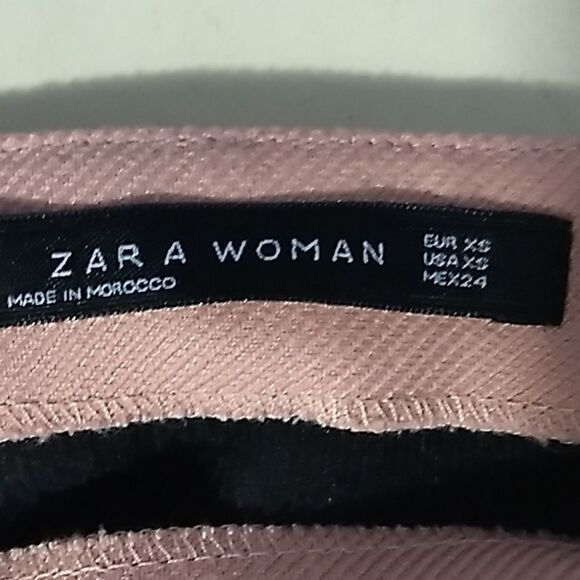 ZARA WOMAN
MADE IN MOROCCO
EUR XS
USA XS
MEX 24